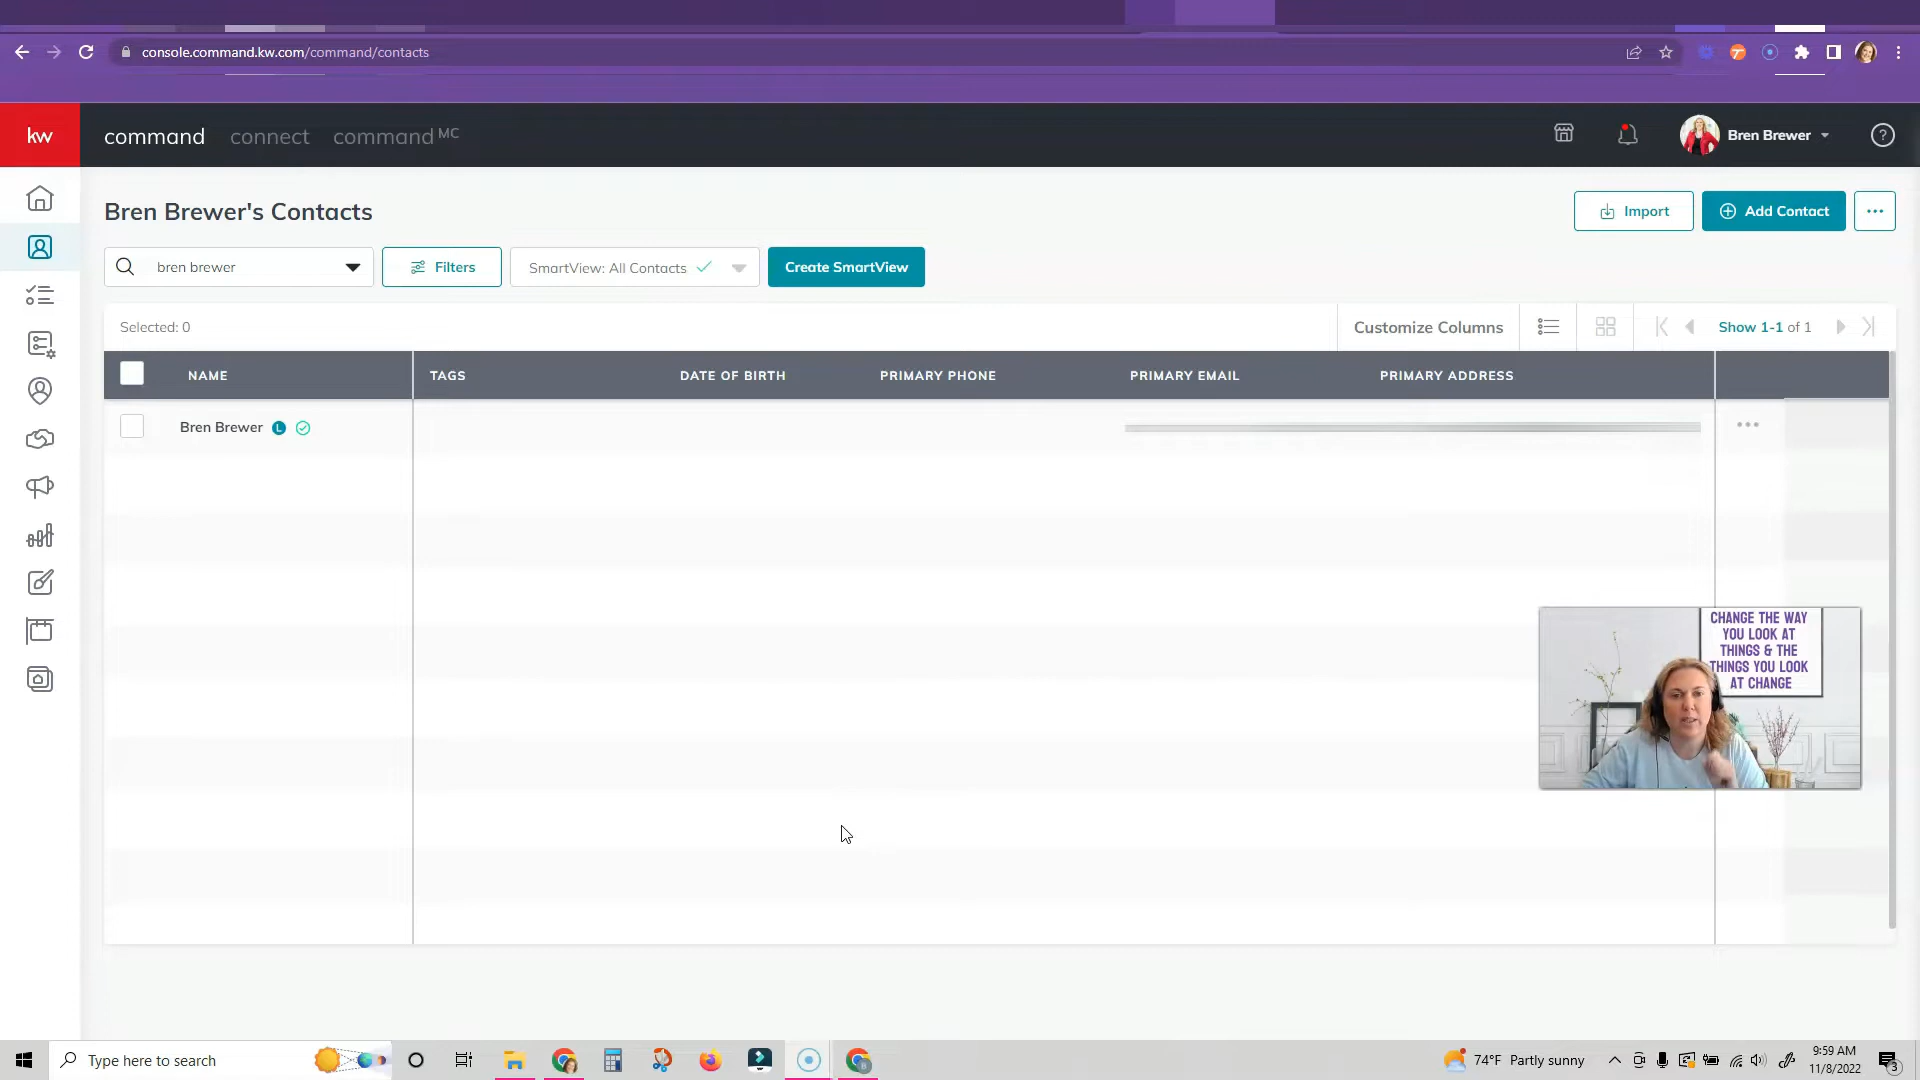 console.command.kw.com/command/contacts
kw
command
connect
command MC
Bren Brewer
?
Bren Brewer's Contacts
Import
Add Contact
bren brewer
Filters
SmartView: All Contacts
Create SmartView
Selected: 0
Customize Columns
Show 1-1 of 1
NAME
TAGS
DATE OF BIRTH
PRIMARY PHONE
PRIMARY EMAIL
PRIMARY ADDRESS
Bren Brewer L
CHANGE THE WAY
YOU LOOK AT
THINGS & THE
THINGS YOU LOOK
AT CHANGE
Type here to search
74°F Partly sunny
9:59 AM
11/8/2022
3